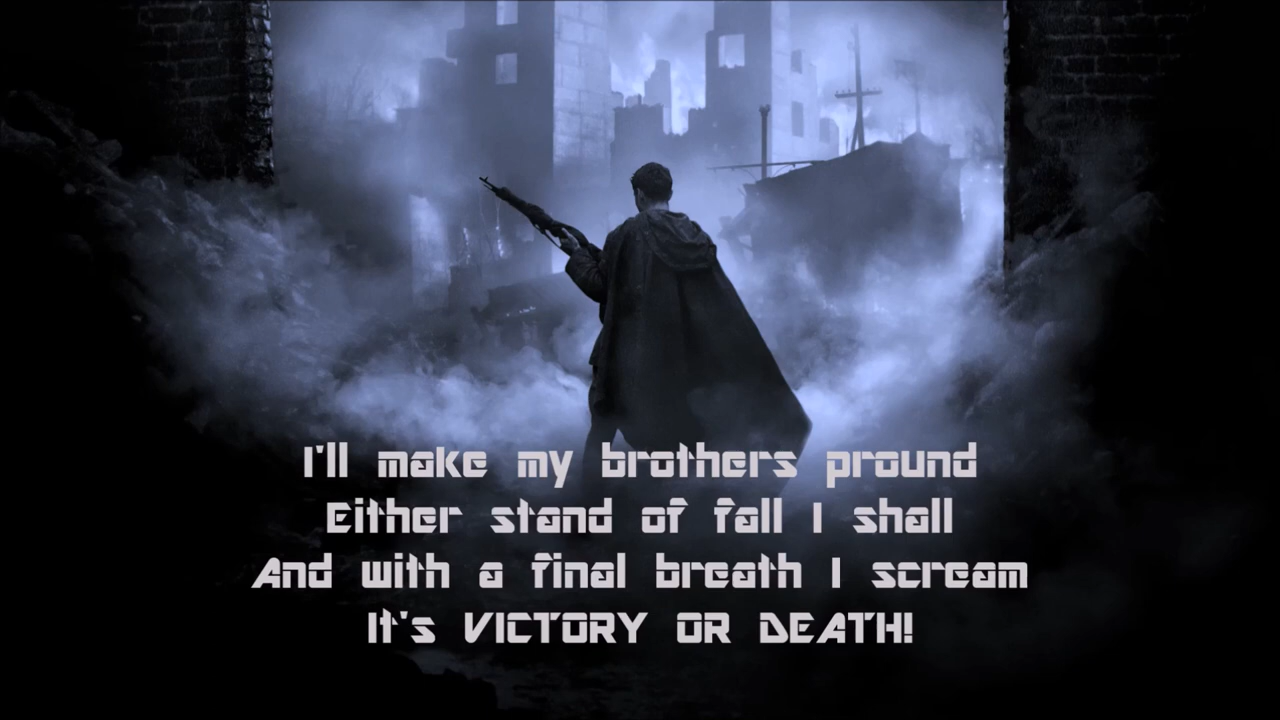 I'll make my brothers pround
Either stand of fall I shall
And with a final breath I scream
It's VICTORY OR DEATH!